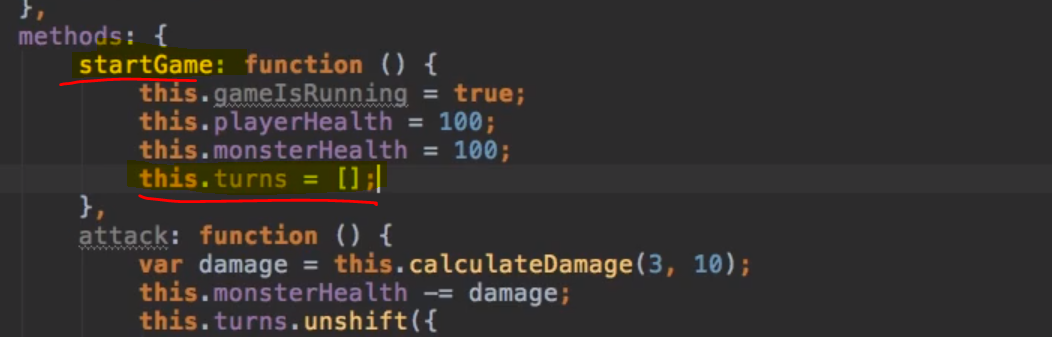 },
methods: {
startGame: function () {
this.gameIsRunning = true;
this.playerHealth = 100;
this.monsterHealth = 100;
this.turns = [];
},
attack: function () {
var damage = this.calculateDamage(3, 10);
this.monsterHealth -= damage;
this.turns.unshift({